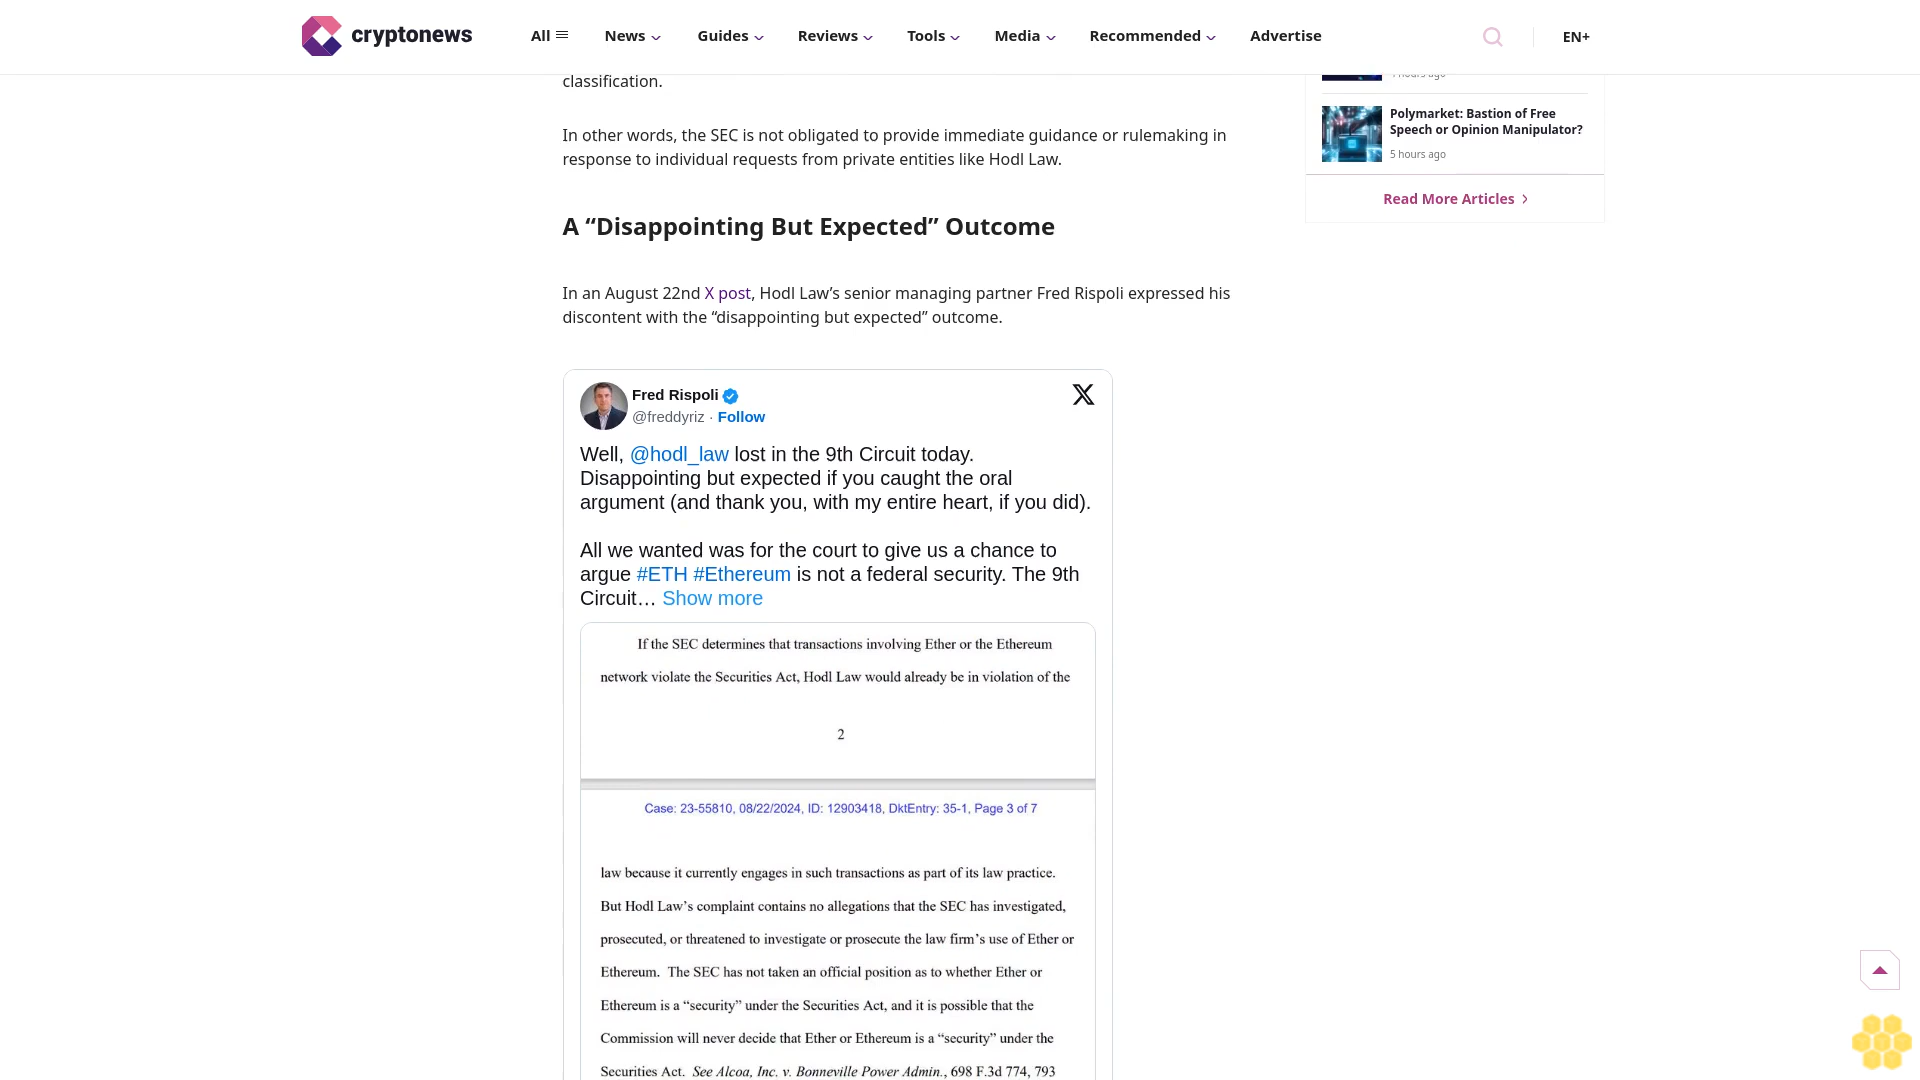 cryptonews
All
News
Guides
Reviews
Tools
Media
Recommended
Advertise
EN+
classification.
In other words, the SEC is not obligated to provide immediate guidance or rulemaking in
response to individual requests from private entities like Hodl Law.
A “Disappointing But Expected” Outcome
In an August 22nd X post, Hodl Law’s senior managing partner Fred Rispoli expressed his
discontent with the “disappointing but expected” outcome.
Fred Rispoli
@freddyriz · Follow
Well, @hodl_law lost in the 9th Circuit today.
Disappointing but expected if you caught the oral
argument (and thank you, with my entire heart, if you did).
All we wanted was for the court to give us a chance to
argue #ETH #Ethereum is not a federal security. The 9th
Circuit… Show more
If the SEC determines that transactions involving Ether or the Ethereum
network violate the Securities Act, Hodl Law would already be in violation of the
2
Case: 23-55810, 08/22/2024, ID: 12903418, DktEntry: 35-1, Page 3 of 7
law because it currently engages in such transactions as part of its law practice.
But Hodl Law’s complaint contains no allegations that the SEC has investigated,
prosecuted, or threatened to investigate or prosecute the law firm’s use of Ether or
Ethereum. The SEC has not taken an official position as to whether Ether or
Ethereum is a “security” under the Securities Act, and it is possible that the
Commission will never decide that Ether or Ethereum is a “security” under the
Securities Act. See Alcoa, Inc. v. Bonneville Power Admin., 698 F.3d 774, 793
hours ago
Polymarket: Bastion of Free
Speech or Opinion Manipulator?
5 hours ago
Read More Articles